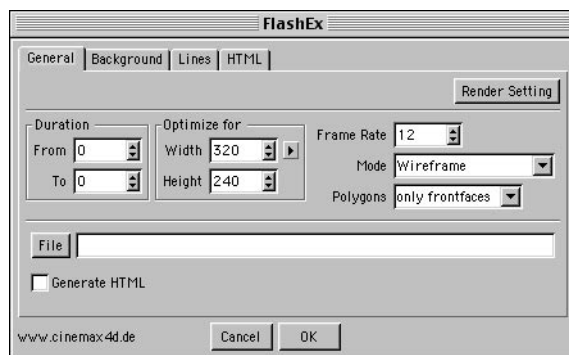 FlashEx
General Background Lines HTML
Render Setting
Duration
From 0
To 0
Optimize for
Width 320
Height 240
Frame Rate 12
Mode Wireframe
Polygons only frontfaces
File
Generate HTML
www.cinemax4d.de
Cancel OK